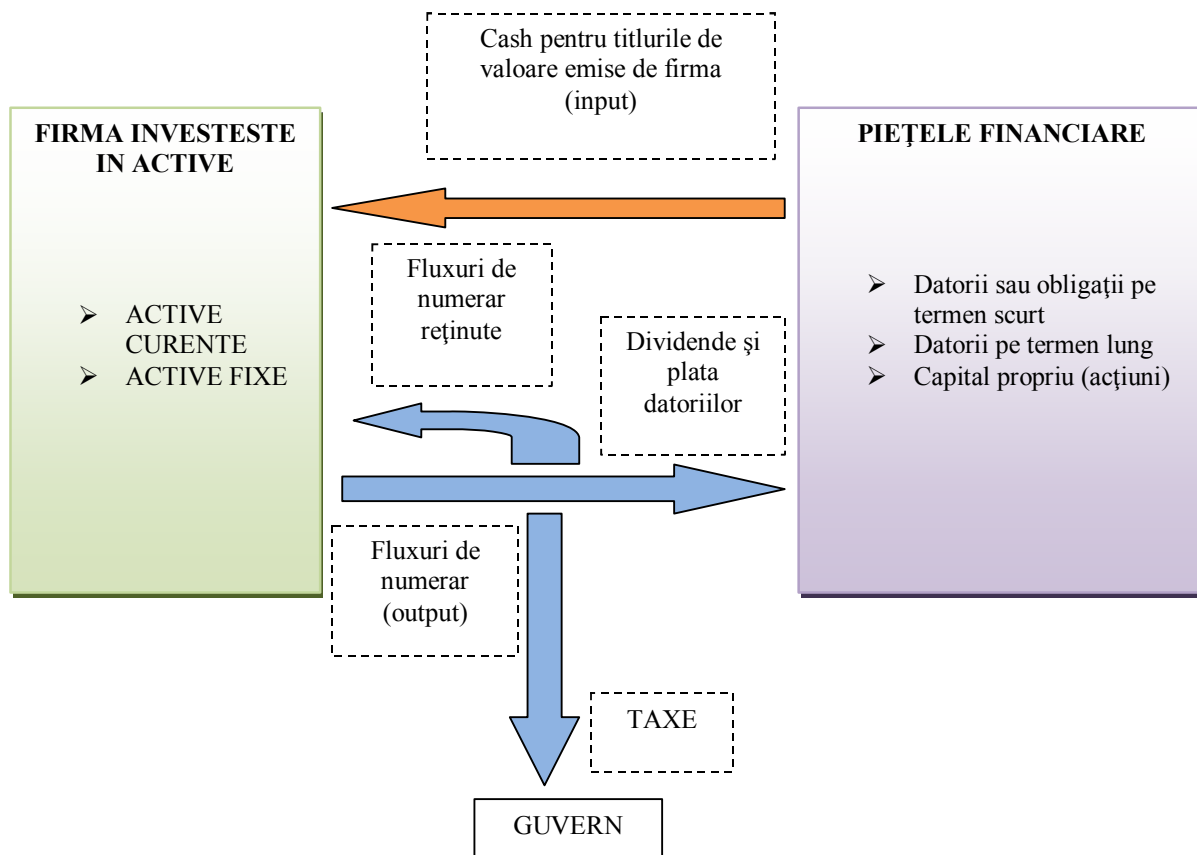 Cash pentru titlurile de
valoare emise de firma
(input)
FIRMA INVESTESTE
IN ACTIVE
PIEŢELE FINANCIARE
Fluxuri de
numerar
reţinute
➢ ACTIVE
CURENTE
➢ ACTIVE FIXE
Dividende şi
plata
datoriilor
➢ Datorii sau obligaţii pe
termen scurt
➢ Datorii pe termen lung
➢ Capital propriu (acţiuni)
Fluxuri de
numerar
(output)
TAXE
GUVERN